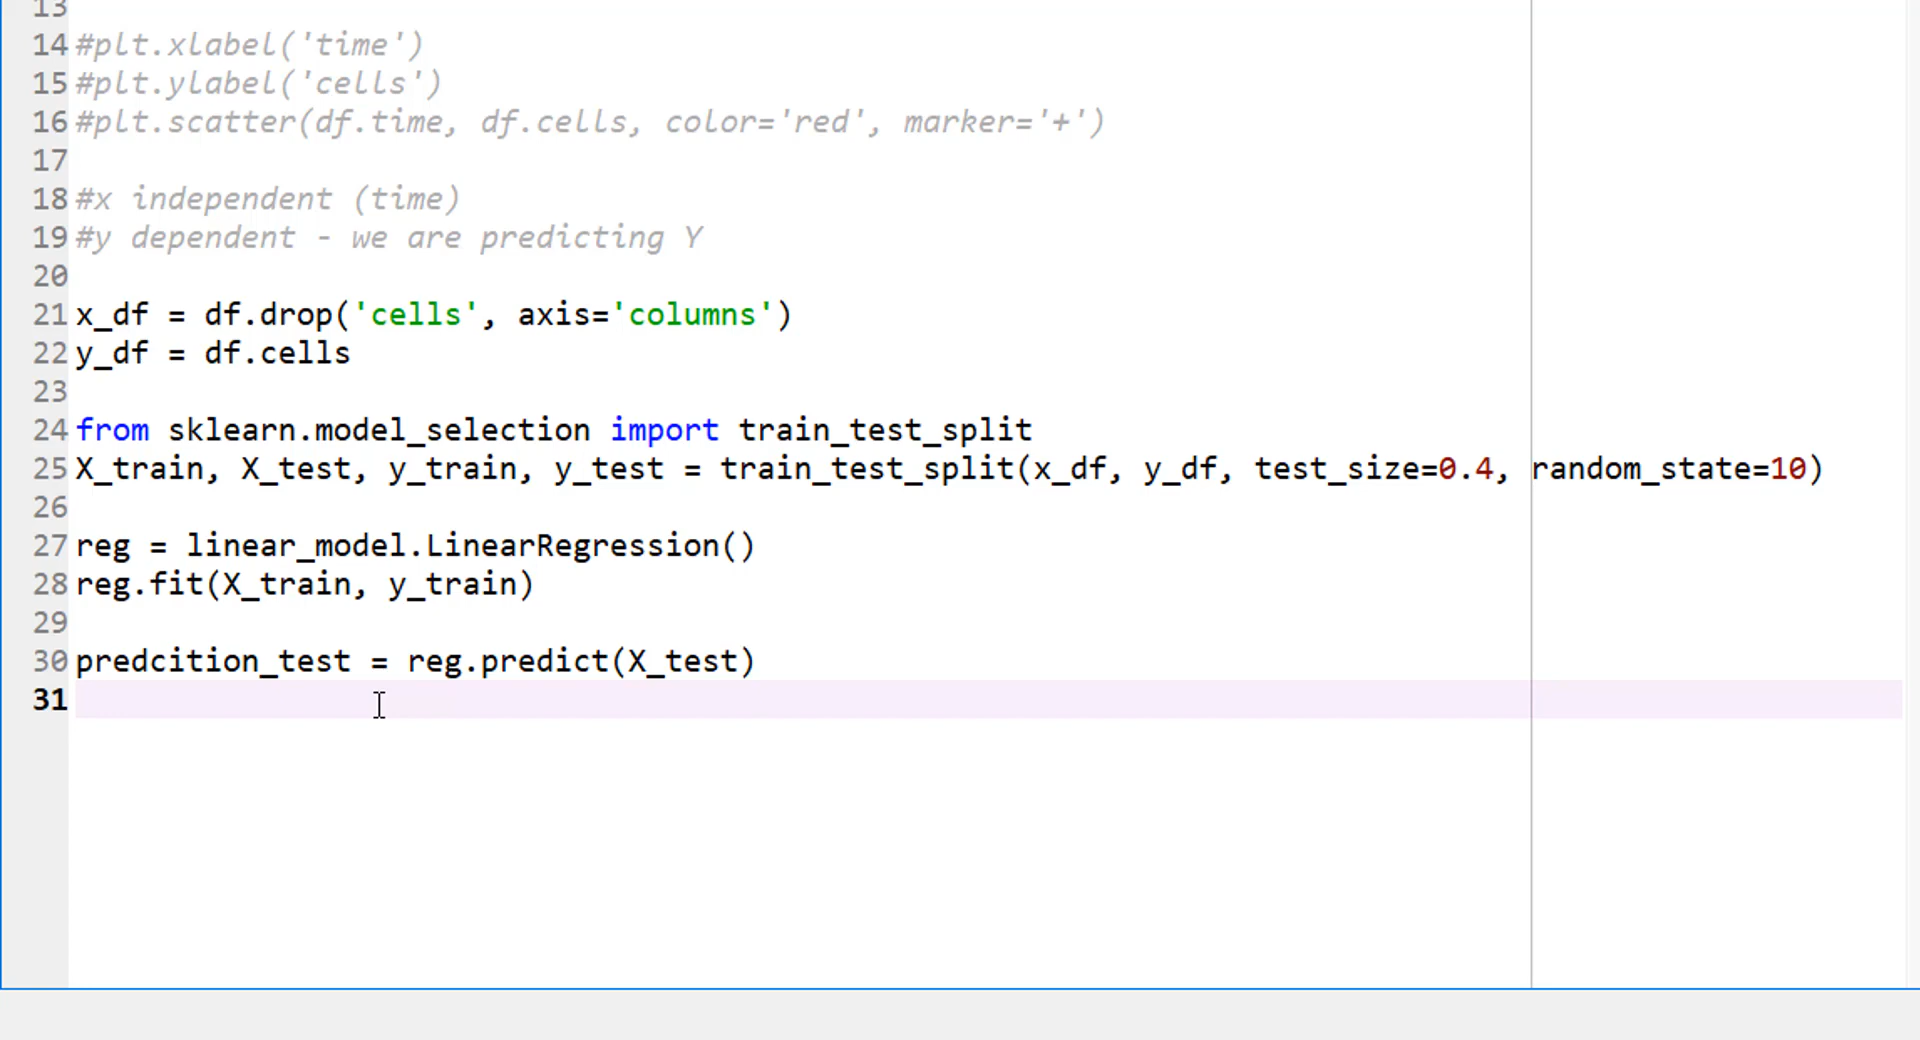 13
14 #plt.xlabel('time')
15 #plt.ylabel('cells')
16 #plt.scatter(df.time, df.cells, color='red', marker='+')
17
18 #x independent (time)
19 #y dependent - we are predicting Y
20
21 x_df = df.drop('cells', axis='columns')
22 y_df = df.cells
23
24 from sklearn.model_selection import train_test_split
25 X_train, X_test, y_train, y_test = train_test_split(x_df, y_df, test_size=0.4, random_state=10)
26
27 reg = linear_model.LinearRegression()
28 reg.fit(X_train, y_train)
29
30 predcition_test = reg.predict(X_test)
31